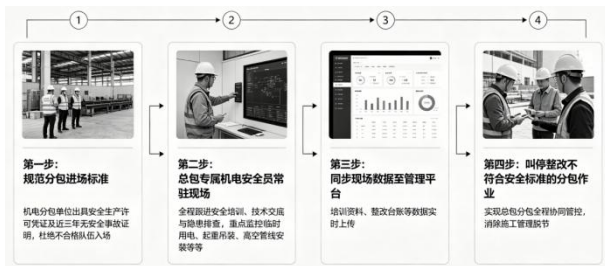 1
2
3
4
第一步：
规范分包进场标准
机电分包单位出具安全生产许
可凭证及近三年无安全事故证
明，杜绝不合格队伍入场
第二步：
总包专属机电安全员常
驻现场
全程跟进安全培训、技术交底
与隐患排查，重点监控临时
用电、起重吊装、高空管线安
装等等
第三步：
同步现场数据至管理平
台
培训资料、整改台账等数据实
时上传
第四步：叫停整改不
符合安全标准的分包作
业
实现总包分包全程协同管控，
消除施工管理脱节